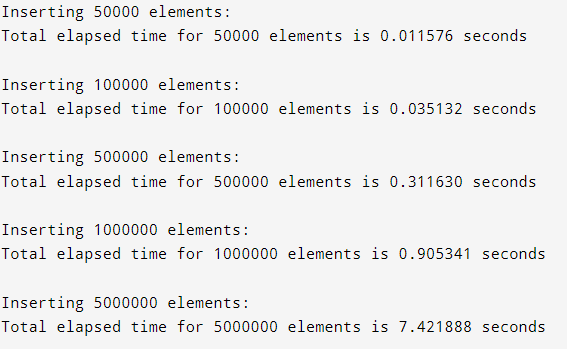 Inserting 50000 elements:
Total elapsed time for 50000 elements is 0.011576 seconds
Inserting 100000 elements:
Total elapsed time for 100000 elements is 0.035132 seconds
Inserting 500000 elements:
Total elapsed time for 500000 elements is 0.311630 seconds
Inserting 1000000 elements:
Total elapsed time for 1000000 elements is 0.905341 seconds
Inserting 5000000 elements:
Total elapsed time for 5000000 elements is 7.421888 seconds